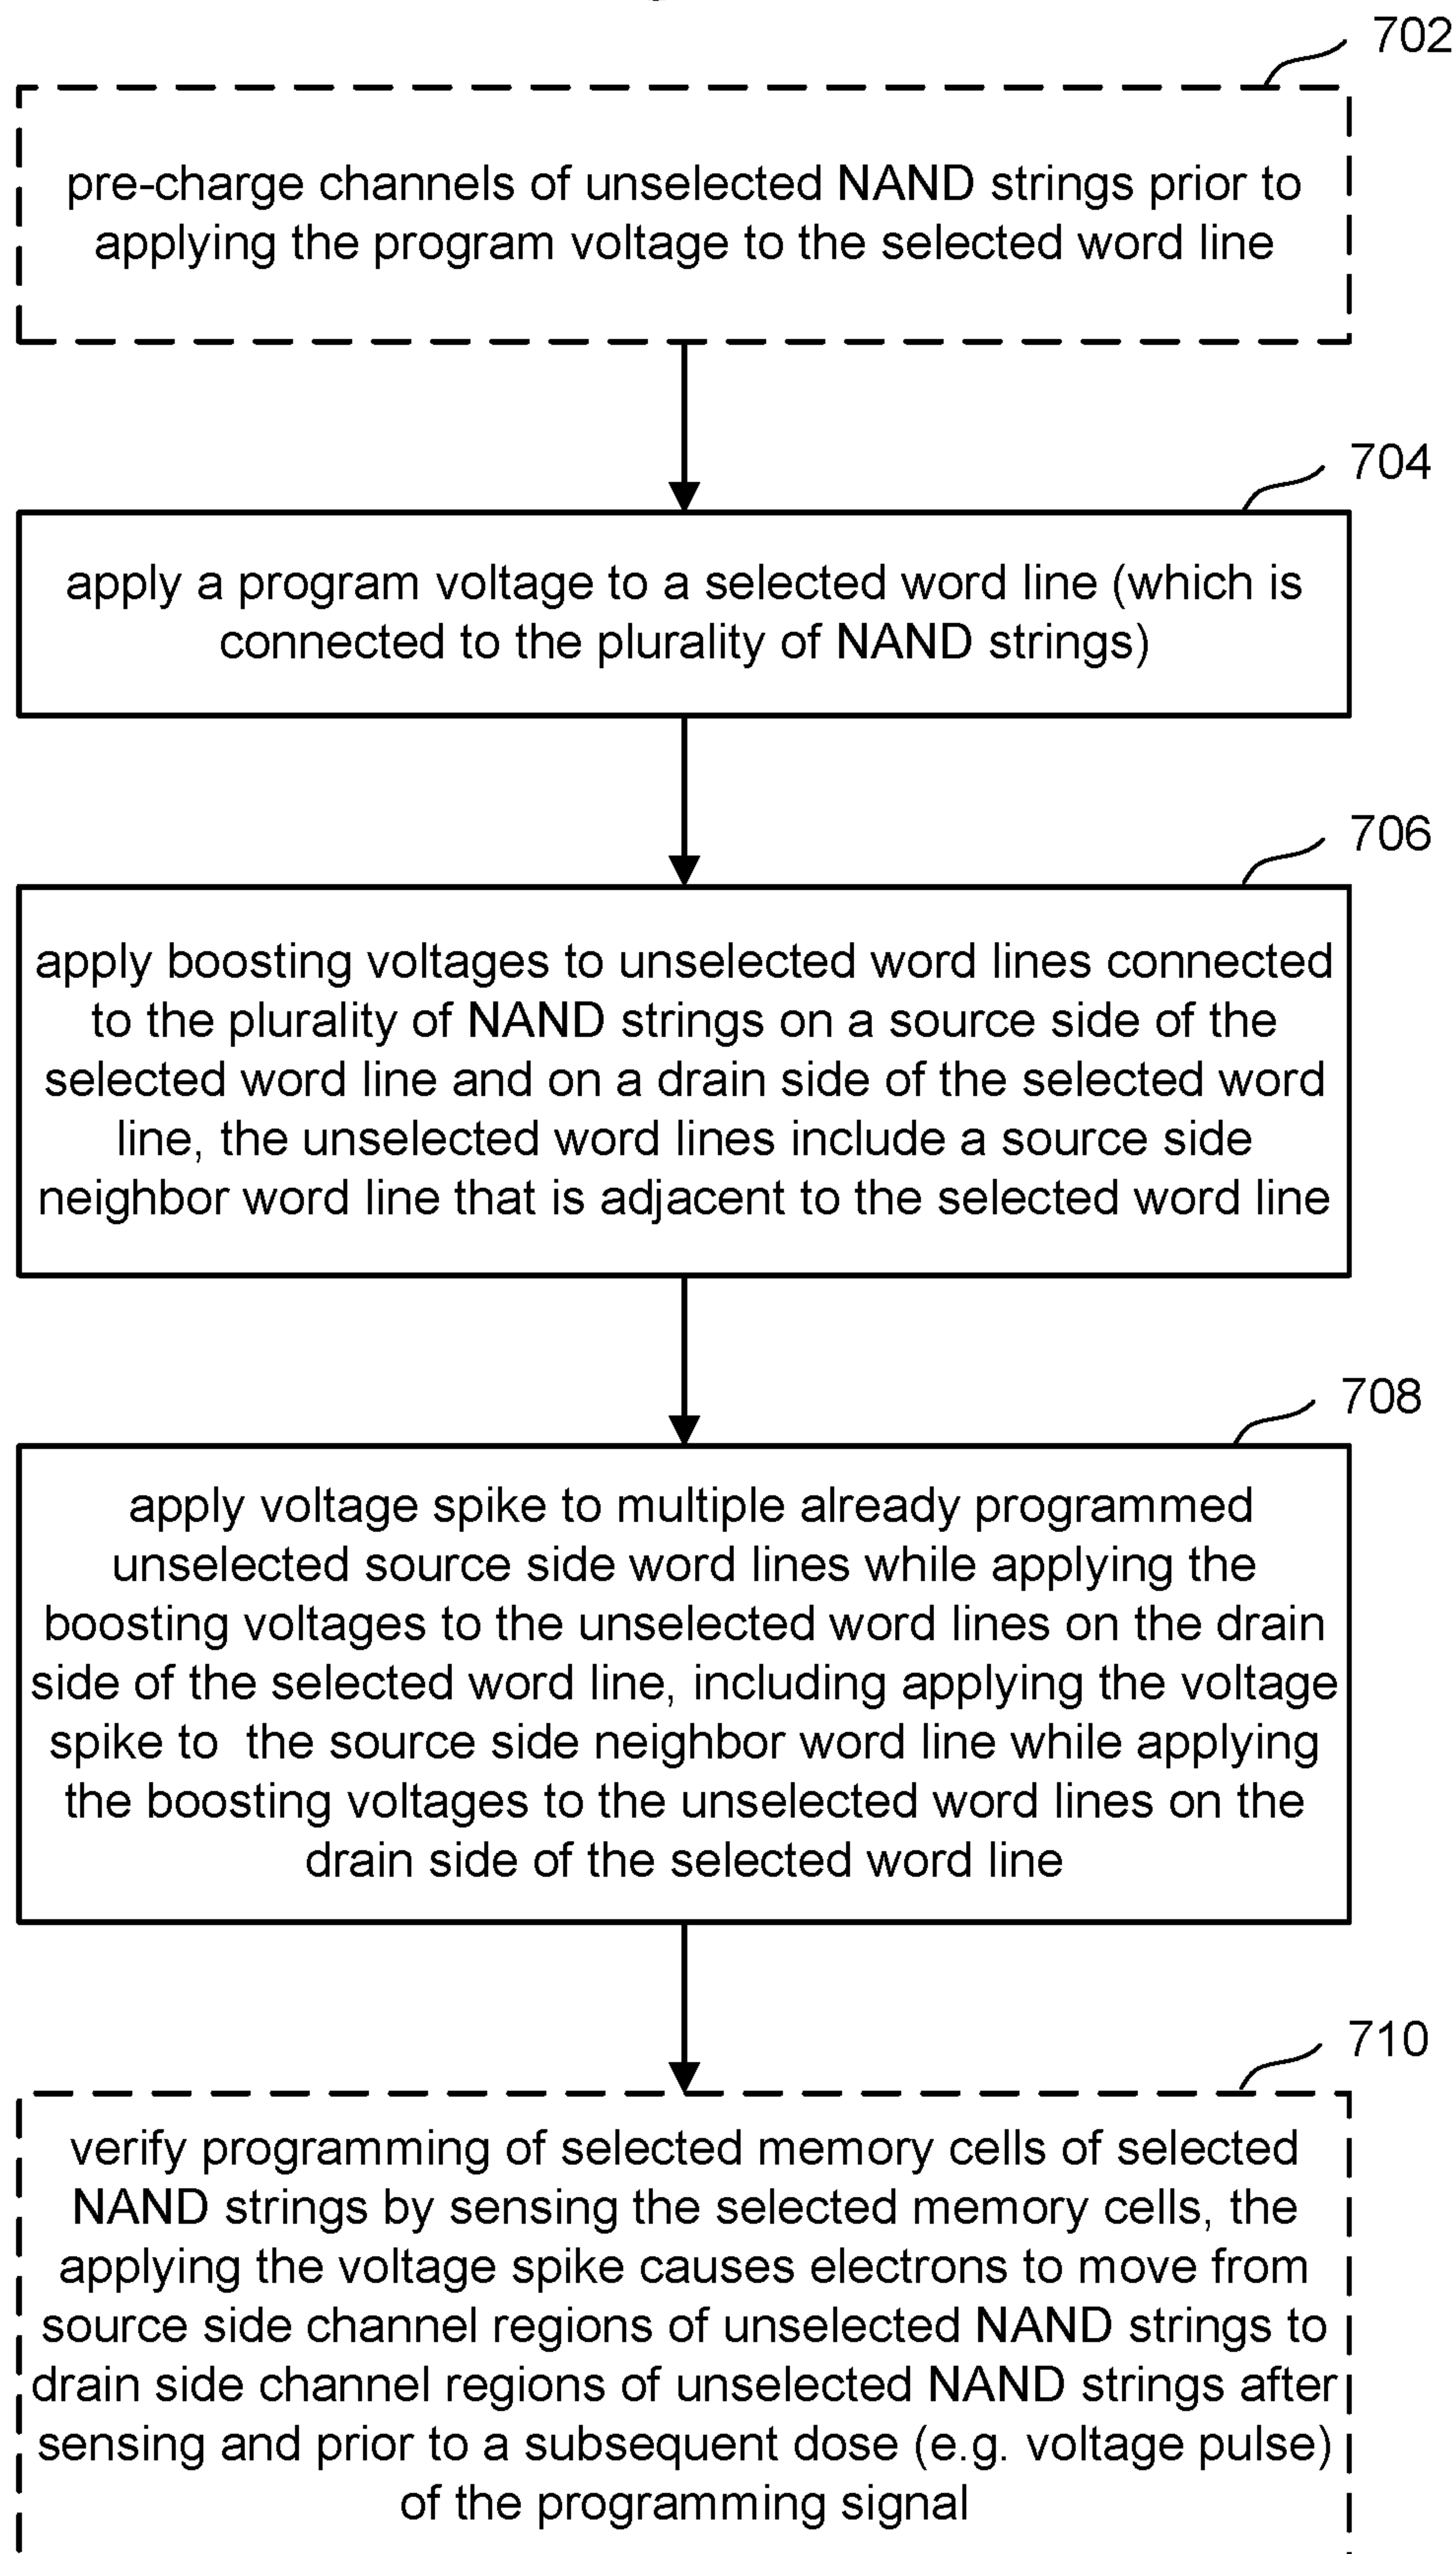 702
pre-charge channels of unselected NAND strings prior to
applying the program voltage to the selected word line
704
apply a program voltage to a selected word line (which is
connected to the plurality of NAND strings)
706
apply boosting voltages to unselected word lines connected
to the plurality of NAND strings on a source side of the
selected word line and on a drain side of the selected word
line, the unselected word lines include a source side
neighbor word line that is adjacent to the selected word line
708
apply voltage spike to multiple already programmed
unselected source side word lines while applying the
boosting voltages to the unselected word lines on the drain
side of the selected word line, including applying the voltage
spike to  the source side neighbor word line while applying
the boosting voltages to the unselected word lines on the
drain side of the selected word line
710
verify programming of selected memory cells of selected
NAND strings by sensing the selected memory cells, the
applying the voltage spike causes electrons to move from
source side channel regions of unselected NAND strings to
drain side channel regions of unselected NAND strings after
sensing and prior to a subsequent dose (e.g. voltage pulse)
of the programming signal